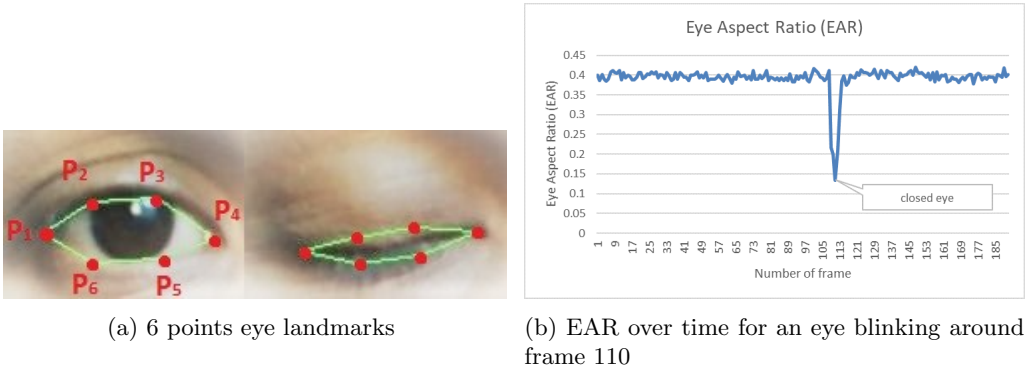 P2
P3
P1
P4
P6
P5
(a) 6 points eye landmarks
Eye Aspect Ratio (EAR)
Eye Aspect Ratio (EAR)
0.45
0.4
0.35
0.3
0.25
0.2
0.15
0.1
0.05
0
closed eye
1 9 17 25 33 41 49 57 65 73 81 89 97 105 113 121 129 137 145 153 161 169 177 185
Number of frame
(b) EAR over time for an eye blinking around
frame 110